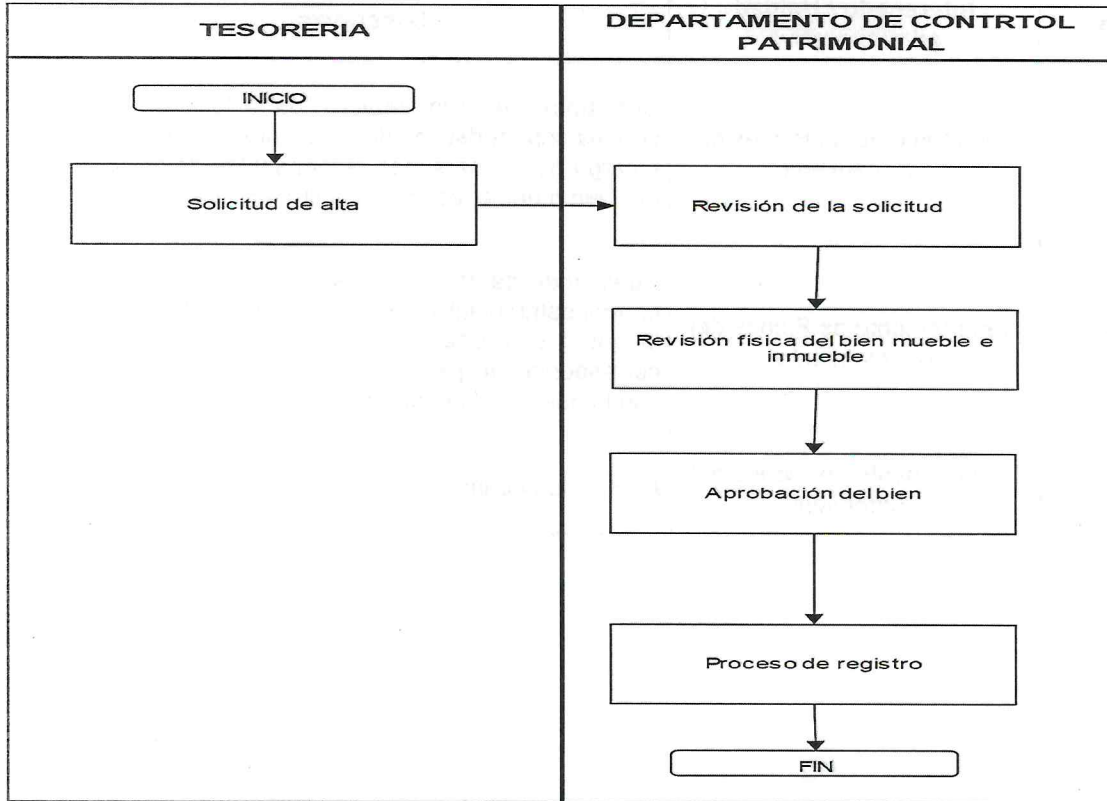 TESORERIA
DEPARTAMENTO DE CONTRTOL
PATRIMONIAL
INICIO
Solicitud de alta
Revisión de la solicitud
Revisión fisica del bien mueble e
inmueble
Aprobación del bien
Proceso de registro
FIN